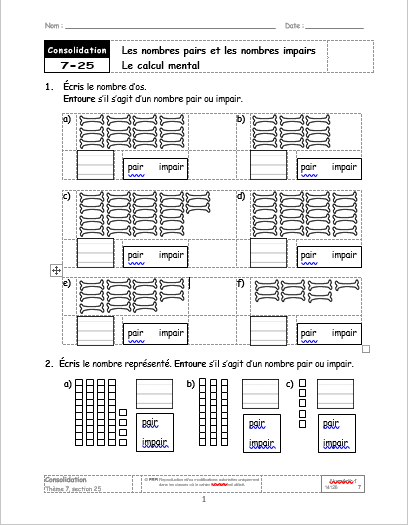 Nom : Date :
Consolidation
7-25
Les nombres pairs et les nombres impairs
Le calcul mental
1. Écris le nombre d'os.
Entoure s'il s'agit d'un nombre pair ou impair.
a) b)
pair impair pair impair
c) d)
pair impair pair impair
e) f)
pair impair pair impair
2. Écris le nombre représenté. Entoure s'il s'agit d'un nombre pair ou impair.
a) b) c)
pair pair pair
impair impair impair
Consolidation
Thème 7, section 25
7
1